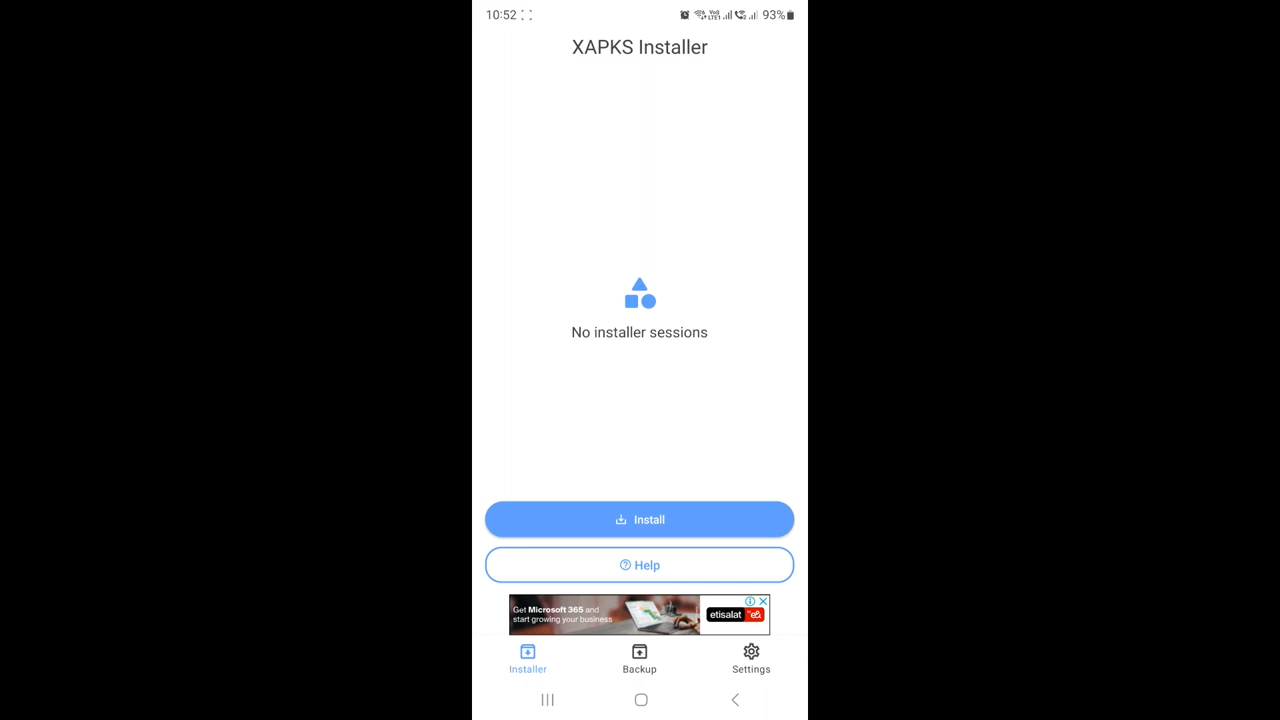 10:52
93%
XAPKS Installer
No installer sessions
Install
Help
Get Microsoft 365 and
start growing your business
etisalat
Installer
Backup
Settings